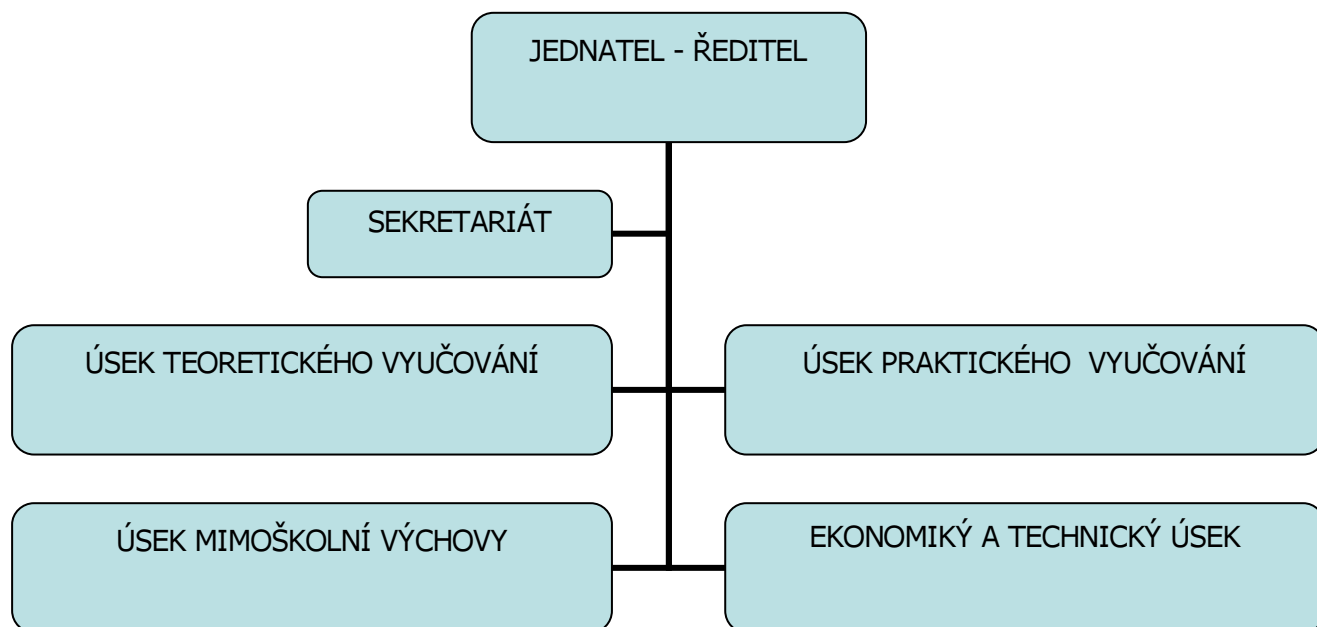 JEDNATEL - ŘEDITEL
SEKRETARIÁT
ÚSEK TEORETICKÉHO VYUČOVÁNÍ
ÚSEK PRAKTICKÉHO  VYUČOVÁNÍ
ÚSEK MIMOŠKOLNÍ VÝCHOVY
EKONOMIKÝ A TECHNICKÝ ÚSEK